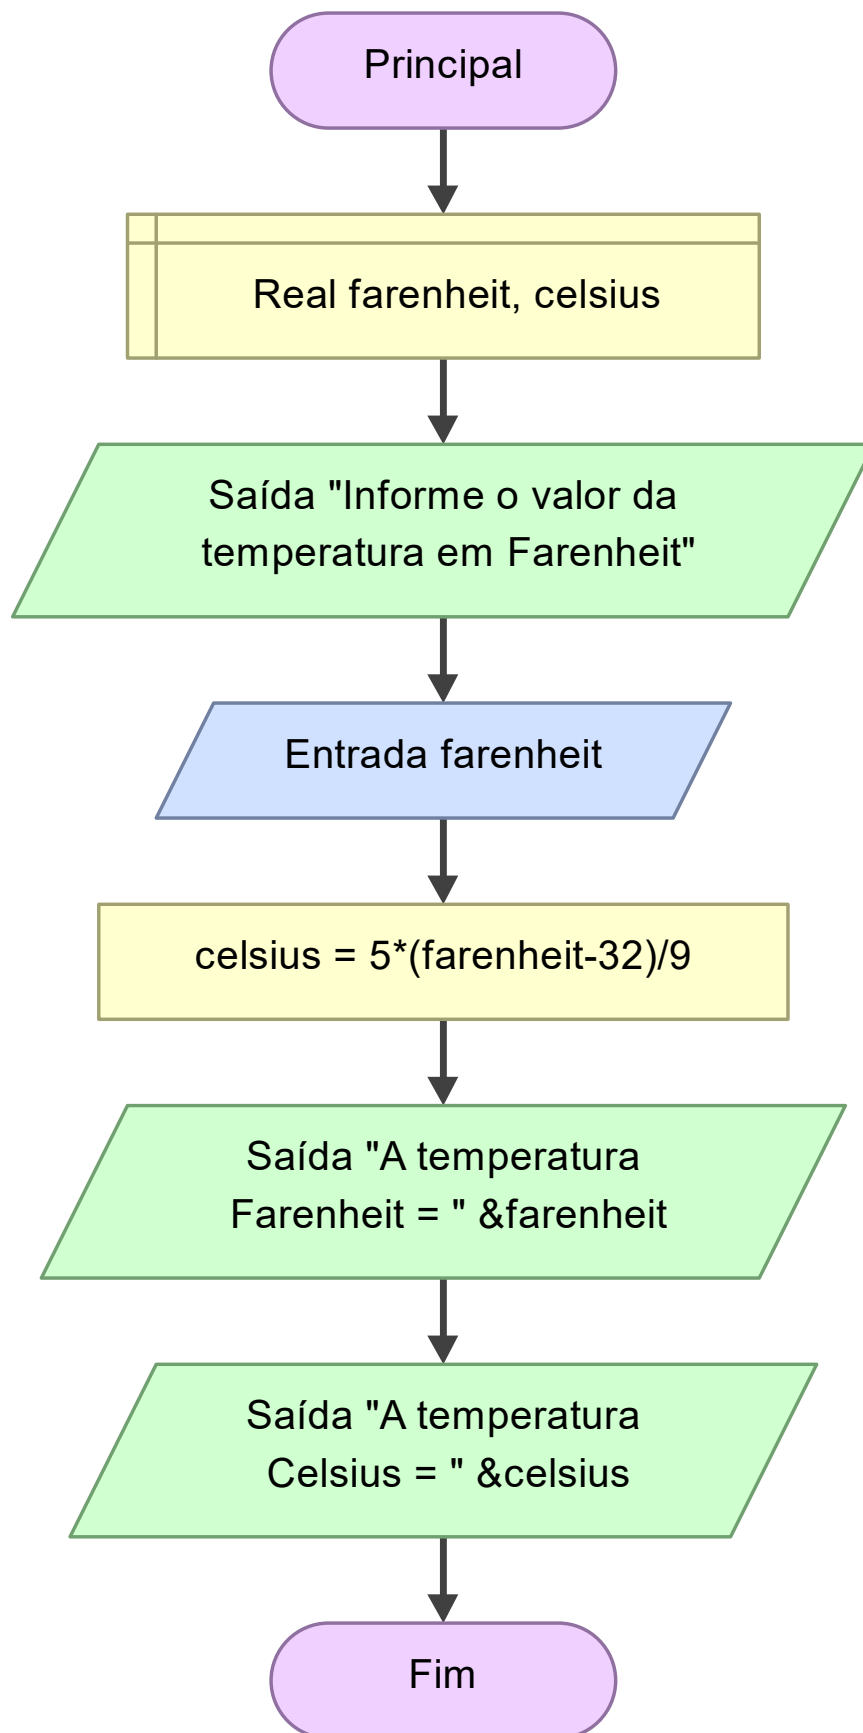 Principal
Real farenheit, celsius
Saída "Informe o valor da
temperatura em Farenheit"
Entrada farenheit
celsius = 5*(farenheit-32)/9
Saída "A temperatura
Farenheit = " &farenheit
Saída "A temperatura
Celsius = " &celsius
Fim